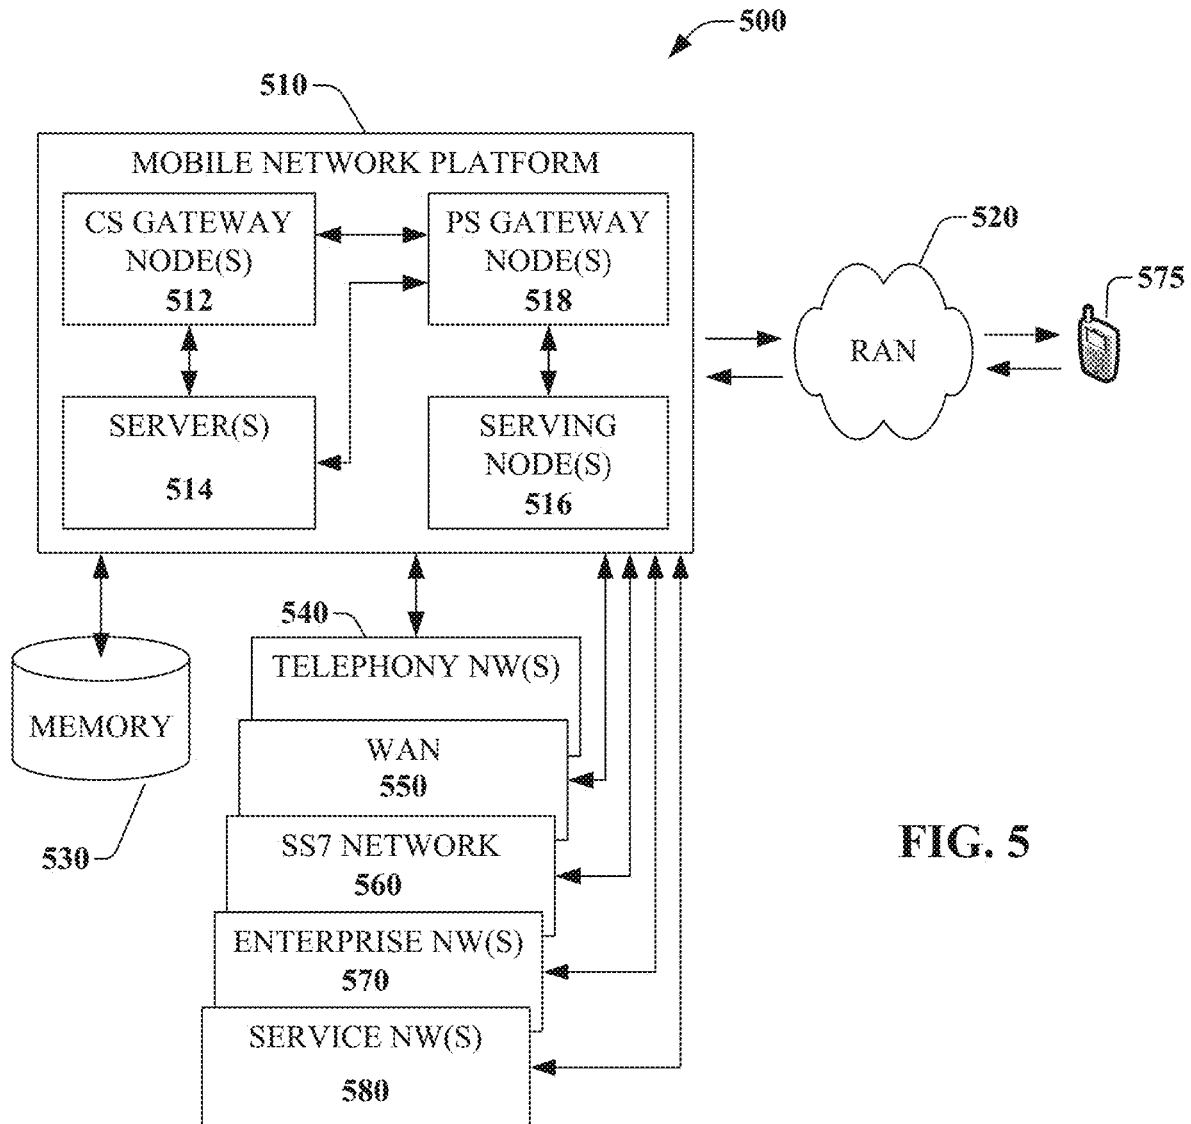 500
510
MOBILE NETWORK PLATFORM
CS GATEWAY
NODE(S)
512
PS GATEWAY
NODE(S)
518
SERVER(S)
514
SERVING
NODE(S)
516
520
RAN
575
540
TELEPHONY NW(S)
MEMORY
530
WAN
550
SS7 NETWORK
560
ENTERPRISE NW(S)
570
SERVICE NW(S)
580
FIG. 5